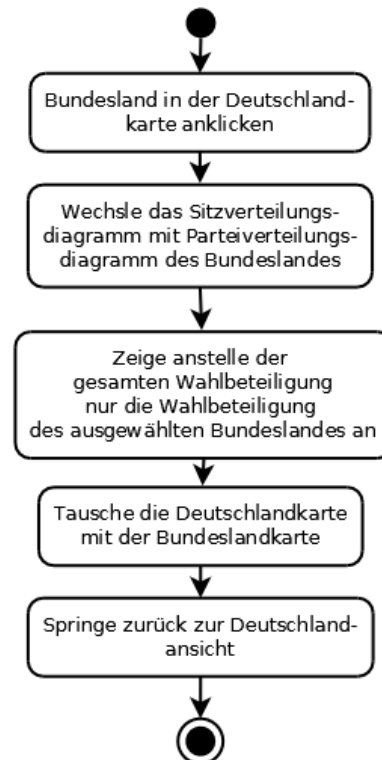 Bundesland in der Deutschland-
karte anklicken
Wechsle das Sitzverteilungs-
diagramm mit Parteiverteilungs-
diagramm des Bundeslandes
Zeige anstelle der
gesamten Wahlbeteiligung
nur die Wahlbeteiligung
des ausgewählten Bundeslandes an
Tausche die Deutschlandkarte
mit der Bundeslandkarte
Springe zurück zur Deutschland-
ansicht